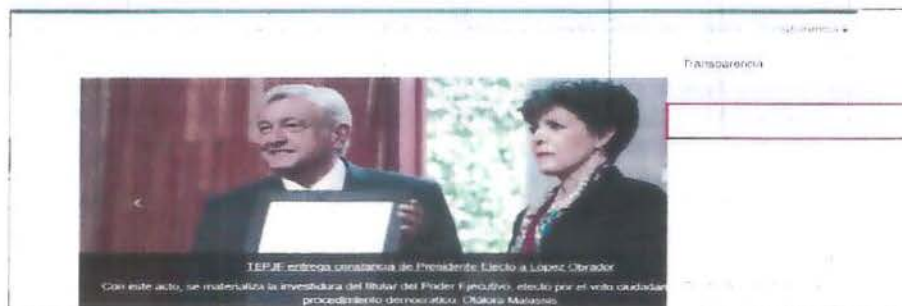 Transparencia
TEPJF entrega constancia de Presidente Electo a López Obrador
Con este acto, se materializa la investidura del titular del Poder Ejecutivo, electo por el voto ciudadan
procedimiento democrático: Otálora Malassis